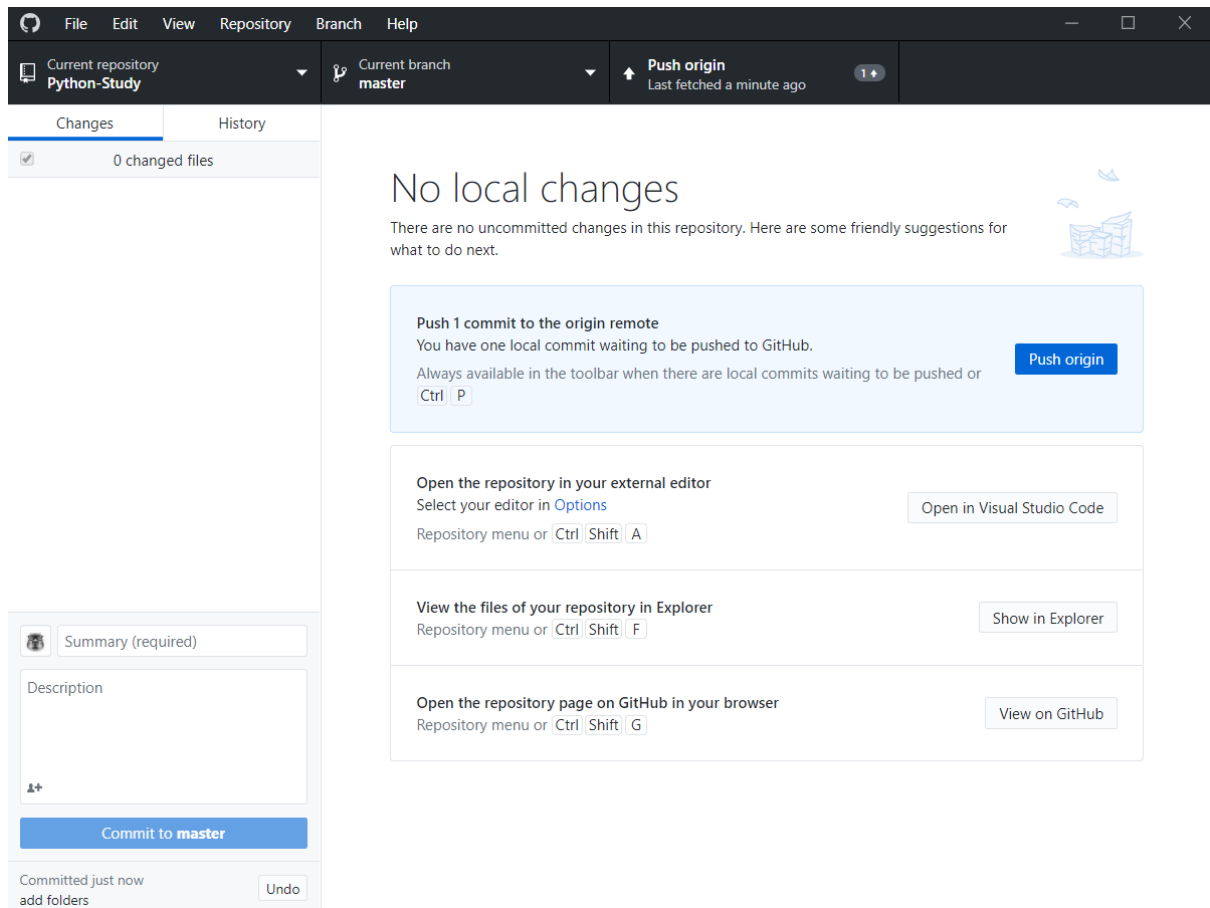 File Edit View Repository Branch Help
Current repository
Python-Study
Current branch
master
Push origin
Last fetched a minute ago
1
Changes History
0 changed files
No local changes
There are no uncommitted changes in this repository. Here are some friendly suggestions for
what to do next.
Push 1 commit to the origin remote
You have one local commit waiting to be pushed to GitHub.
Always available in the toolbar when there are local commits waiting to be pushed or
Ctrl P
Push origin
Open the repository in your external editor
Select your editor in Options
Repository menu or Ctrl Shift A
Open in Visual Studio Code
View the files of your repository in Explorer
Repository menu or Ctrl Shift F
Show in Explorer
Open the repository page on GitHub in your browser
Repository menu or Ctrl Shift G
View on GitHub
Summary (required)
Description
Commit to master
Committed just now
add folders
Undo